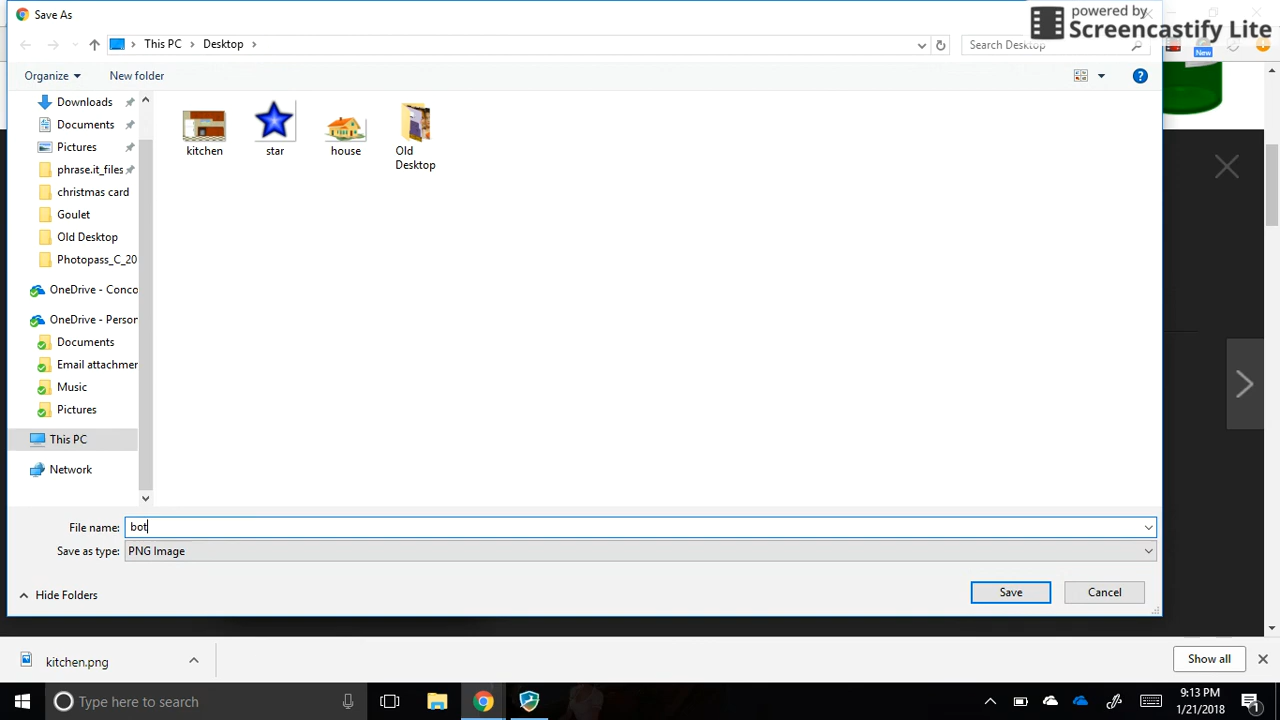 Save As
powered by
Screencastify Lite
This PC
Desktop
Search Desktop
New
Organize
New folder
?
Downloads
Documents
Pictures
phrase.it_files
christmas card
Goulet
Old Desktop
Photopass_C_20
OneDrive - Conco
OneDrive - Person
Documents
Email attachmen
Music
Pictures
This PC
Network
kitchen
star
house
Old
Desktop
File name:
bot
Save as type:
PNG Image
Hide Folders
Save
Cancel
kitchen.png
Show all
Type here to search
9:13 PM
1/21/2018
1